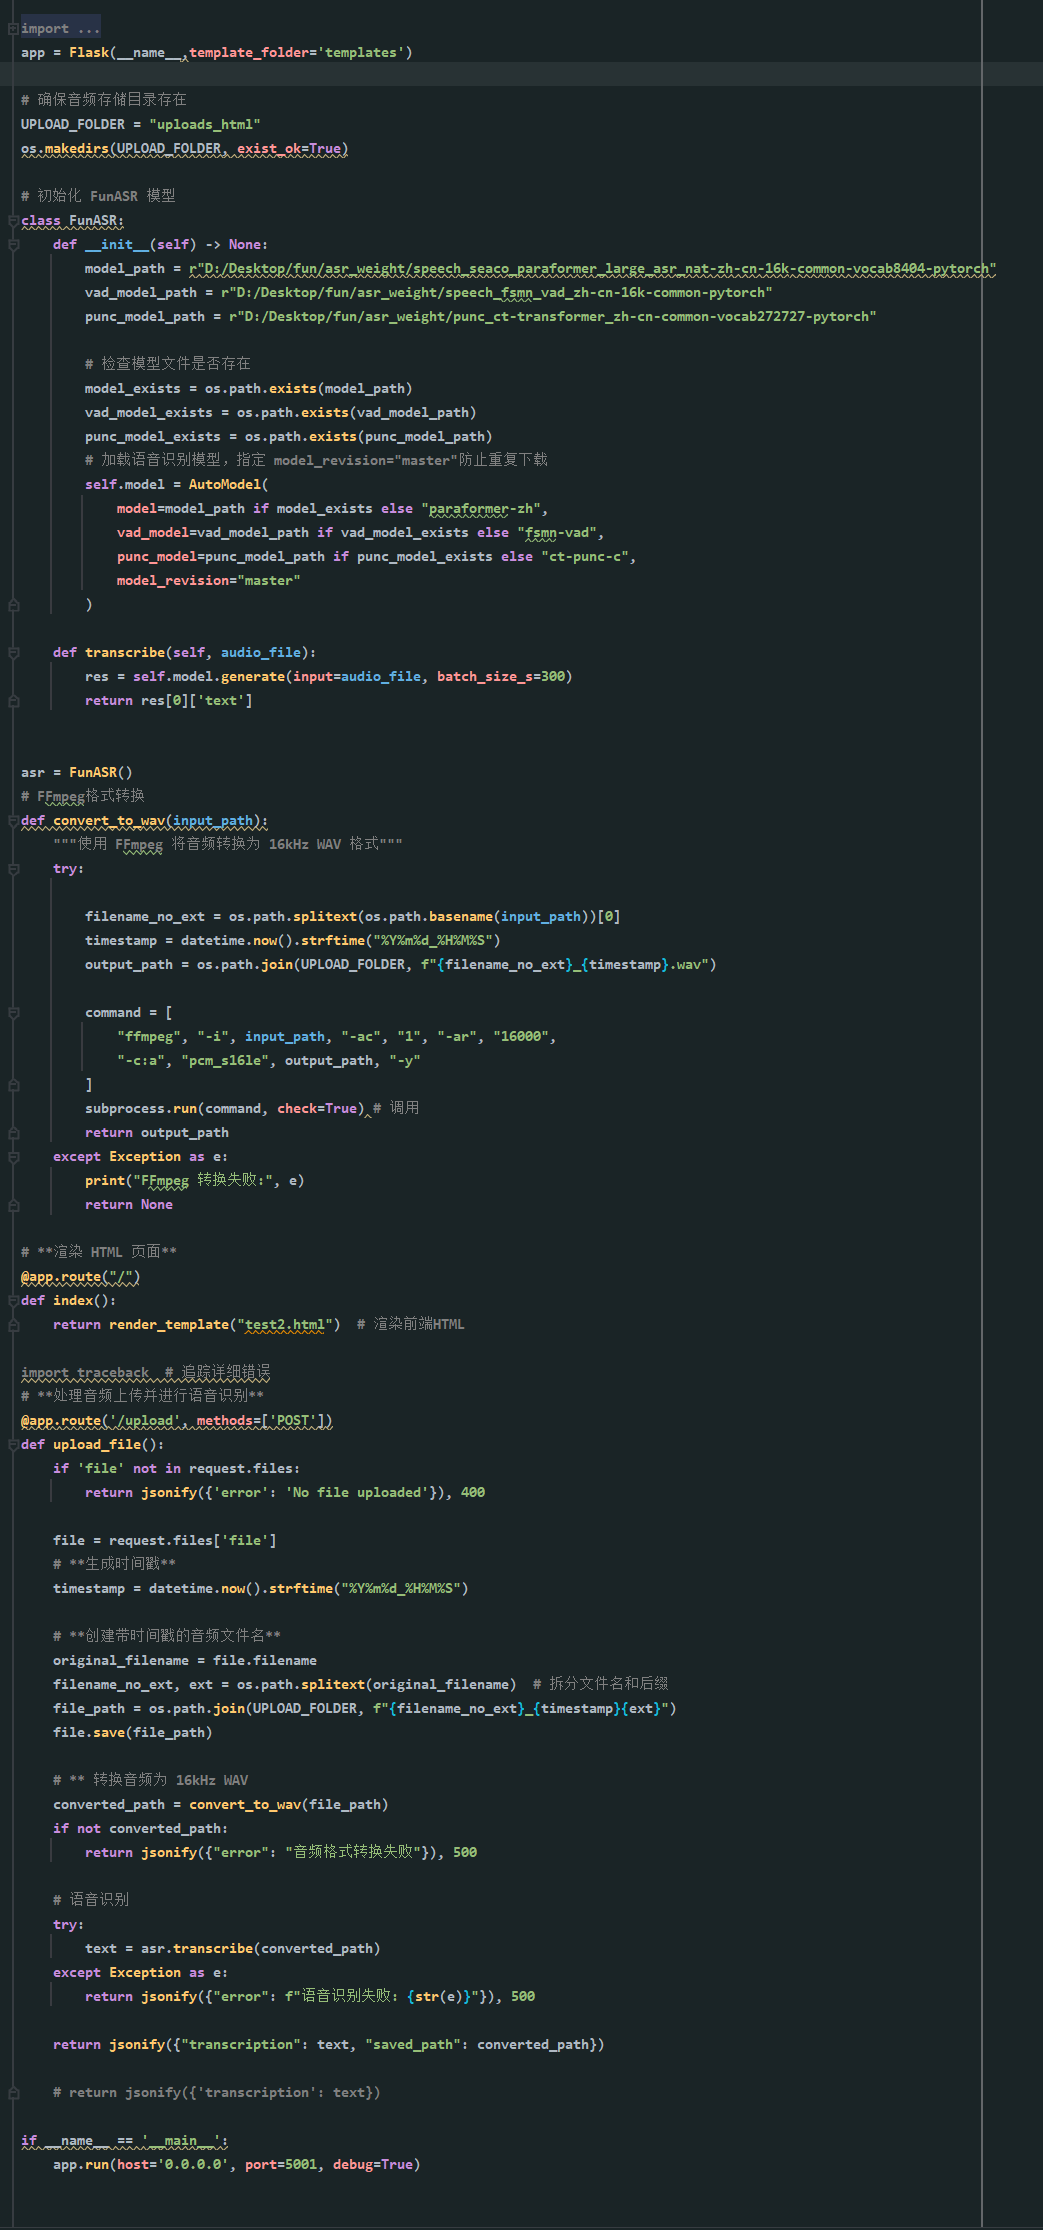 import ...
app = Flask(__name__,template_folder='templates')
# 确保音频存储目录存在
UPLOAD_FOLDER = "uploads_html"
os.makedirs(UPLOAD_FOLDER, exist_ok=True)
# 初始化 FunASR 模型
class FunASR:
    def __init__(self) -> None:
        model_path = r"D:/Desktop/fun/asr_weight/speech_seaco_paraformer_large_asr_nat-zh-cn-16k-common-vocab8404-pytorch"
        vad_model_path = r"D:/Desktop/fun/asr_weight/speech_fsmn_vad_zh-cn-16k-common-pytorch"
        punc_model_path = r"D:/Desktop/fun/asr_weight/punc_ct-transformer_zh-cn-common-vocab272727-pytorch"
        # 检查模型文件是否存在
        model_exists = os.path.exists(model_path)
        vad_model_exists = os.path.exists(vad_model_path)
        punc_model_exists = os.path.exists(punc_model_path)
        # 加载语音识别模型，指定 model_revision="master"防止重复下载
        self.model = AutoModel(
            model=model_path if model_exists else "paraformer-zh",
            vad_model=vad_model_path if vad_model_exists else "fsmn-vad",
            punc_model=punc_model_path if punc_model_exists else "ct-punc-c",
            model_revision="master"
        )
    def transcribe(self, audio_file):
        res = self.model.generate(input=audio_file, batch_size_s=300)
        return res[0]['text']
asr = FunASR()
# FFmpeg格式转换
def convert_to_wav(input_path):
    """使用 FFmpeg 将音频转换为 16kHz WAV 格式"""
    try:
        filename_no_ext = os.path.splitext(os.path.basename(input_path))[0]
        timestamp = datetime.now().strftime("%Y%m%d_%H%M%S")
        output_path = os.path.join(UPLOAD_FOLDER, f"{filename_no_ext}_{timestamp}.wav")
        command = [
            "ffmpeg", "-i", input_path, "-ac", "1", "-ar", "16000",
            "-c:a", "pcm_s16le", output_path, "-y"
        ]
        subprocess.run(command, check=True) # 调用
        return output_path
    except Exception as e:
        print("FFmpeg 转换失败:", e)
        return None
# **渲染 HTML 页面**
@app.route("/")
def index():
    return render_template("test2.html")  # 渲染前端HTML
import traceback  # 追踪详细错误
# **处理音频上传并进行语音识别**
@app.route('/upload', methods=['POST'])
def upload_file():
    if 'file' not in request.files:
        return jsonify({'error': 'No file uploaded'}), 400
    file = request.files['file']
    # **生成时间戳**
    timestamp = datetime.now().strftime("%Y%m%d_%H%M%S")
    # **创建带时间戳的音频文件名**
    original_filename = file.filename
    filename_no_ext, ext = os.path.splitext(original_filename)  # 拆分文件名和后缀
    file_path = os.path.join(UPLOAD_FOLDER, f"{filename_no_ext}_{timestamp}{ext}")
    file.save(file_path)
    # ** 转换音频为 16kHz WAV
    converted_path = convert_to_wav(file_path)
    if not converted_path:
        return jsonify({"error": "音频格式转换失败"}), 500
    # 语音识别
    try:
        text = asr.transcribe(converted_path)
    except Exception as e:
        return jsonify({"error": f"语音识别失败: {str(e)}"}), 500
    return jsonify({"transcription": text, "saved_path": converted_path})
    # return jsonify({'transcription': text})
if __name__ == '__main__':
    app.run(host='0.0.0.0', port=5001, debug=True)